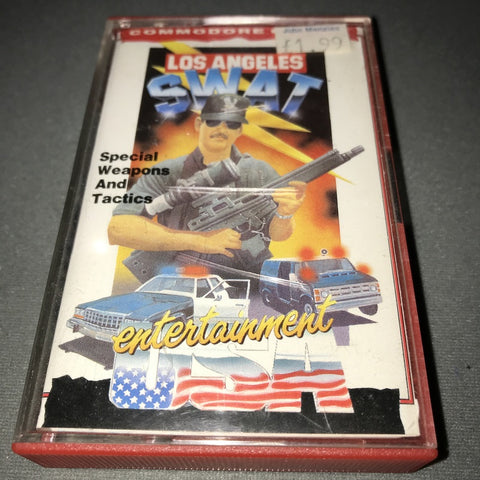 COMMODORE
John Menzies
£1.99
LOS ANGELES
SWAT
Special
Weapons
And
Tactics
entertainment
USA